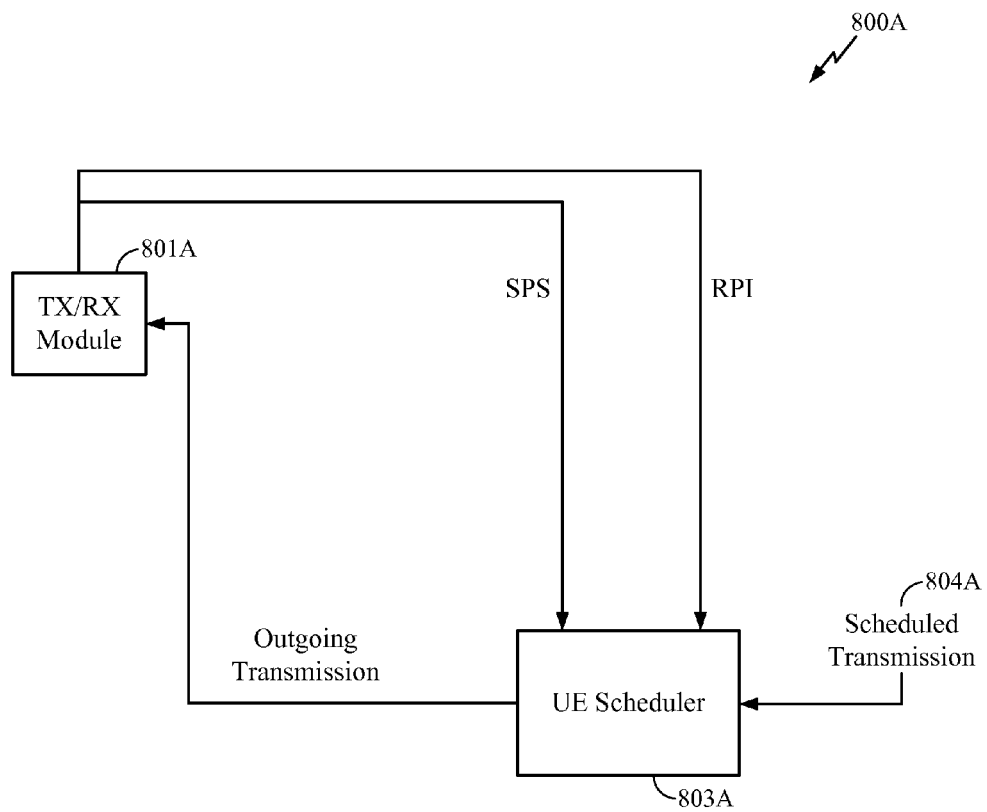 800A
801A
TX/RX
Module
SPS
RPI
804A
Scheduled
Transmission
Outgoing
Transmission
UE Scheduler
803A